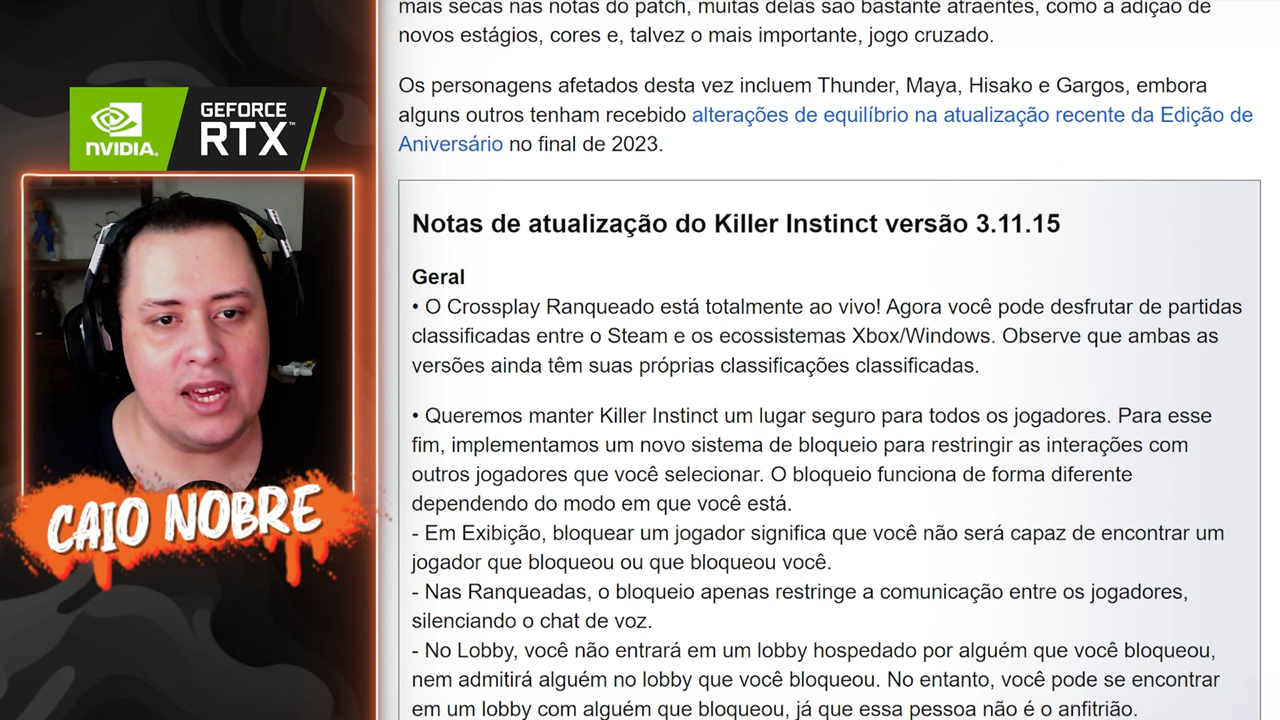 mais secas nas notas do patch, muitas delas são bastante atraentes, como a adição de
novos estágios, cores e, talvez o mais importante, jogo cruzado.
Os personagens afetados desta vez incluem Thunder, Maya, Hisako e Gargos, embora
alguns outros tenham recebido alterações de equilíbrio na atualização recente da Edição de
Aniversário no final de 2023.
Notas de atualização do Killer Instinct versão 3.11.15
Geral
• O Crossplay Ranqueado está totalmente ao vivo! Agora você pode desfrutar de partidas
classificadas entre o Steam e os ecossistemas Xbox/Windows. Observe que ambas as
versões ainda têm suas próprias classificações classificadas.
• Queremos manter Killer Instinct um lugar seguro para todos os jogadores. Para esse
fim, implementamos um novo sistema de bloqueio para restringir as interações com
outros jogadores que você selecionar. O bloqueio funciona de forma diferente
dependendo do modo em que você está.
- Em Exibição, bloquear um jogador significa que você não será capaz de encontrar um
jogador que bloqueou ou que bloqueou você.
- Nas Ranqueadas, o bloqueio apenas restringe a comunicação entre os jogadores,
silenciando o chat de voz.
- No Lobby, você não entrará em um lobby hospedado por alguém que você bloqueou,
nem admitirá alguém no lobby que você bloqueou. No entanto, você pode se encontrar
em um lobby com alguém que bloqueou, já que essa pessoa não é o anfitrião.
NVIDIA.
GEFORCE
RTX™
CAIO NOBRE